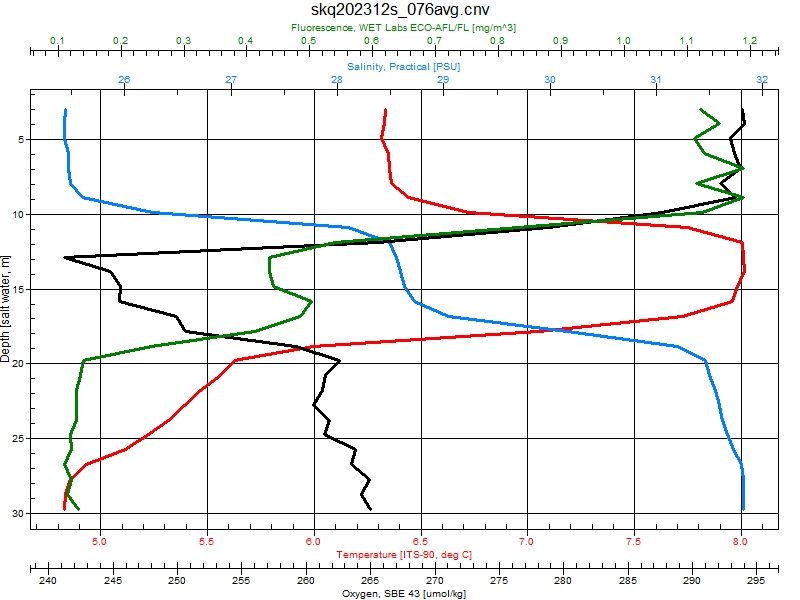 skq202312s_076avg.cnv
Fluorescence, WET Labs ECO-AFL/FL [mg/m^3]
0.1 0.2 0.3 0.4 0.5 0.6 0.7 0.8 0.9 1.0 1.1 1.2
Salinity, Practical [PSU]
26 27 28 29 30 31 32
Depth [salt water, m]
5
10
15
20
25
30
5.0 5.5 6.0 6.5 7.0 7.5 8.0
Temperature [ITS-90, deg C]
240 245 250 255 260 265 270 275 280 285 290 295
Oxygen, SBE 43 [umol/kg]